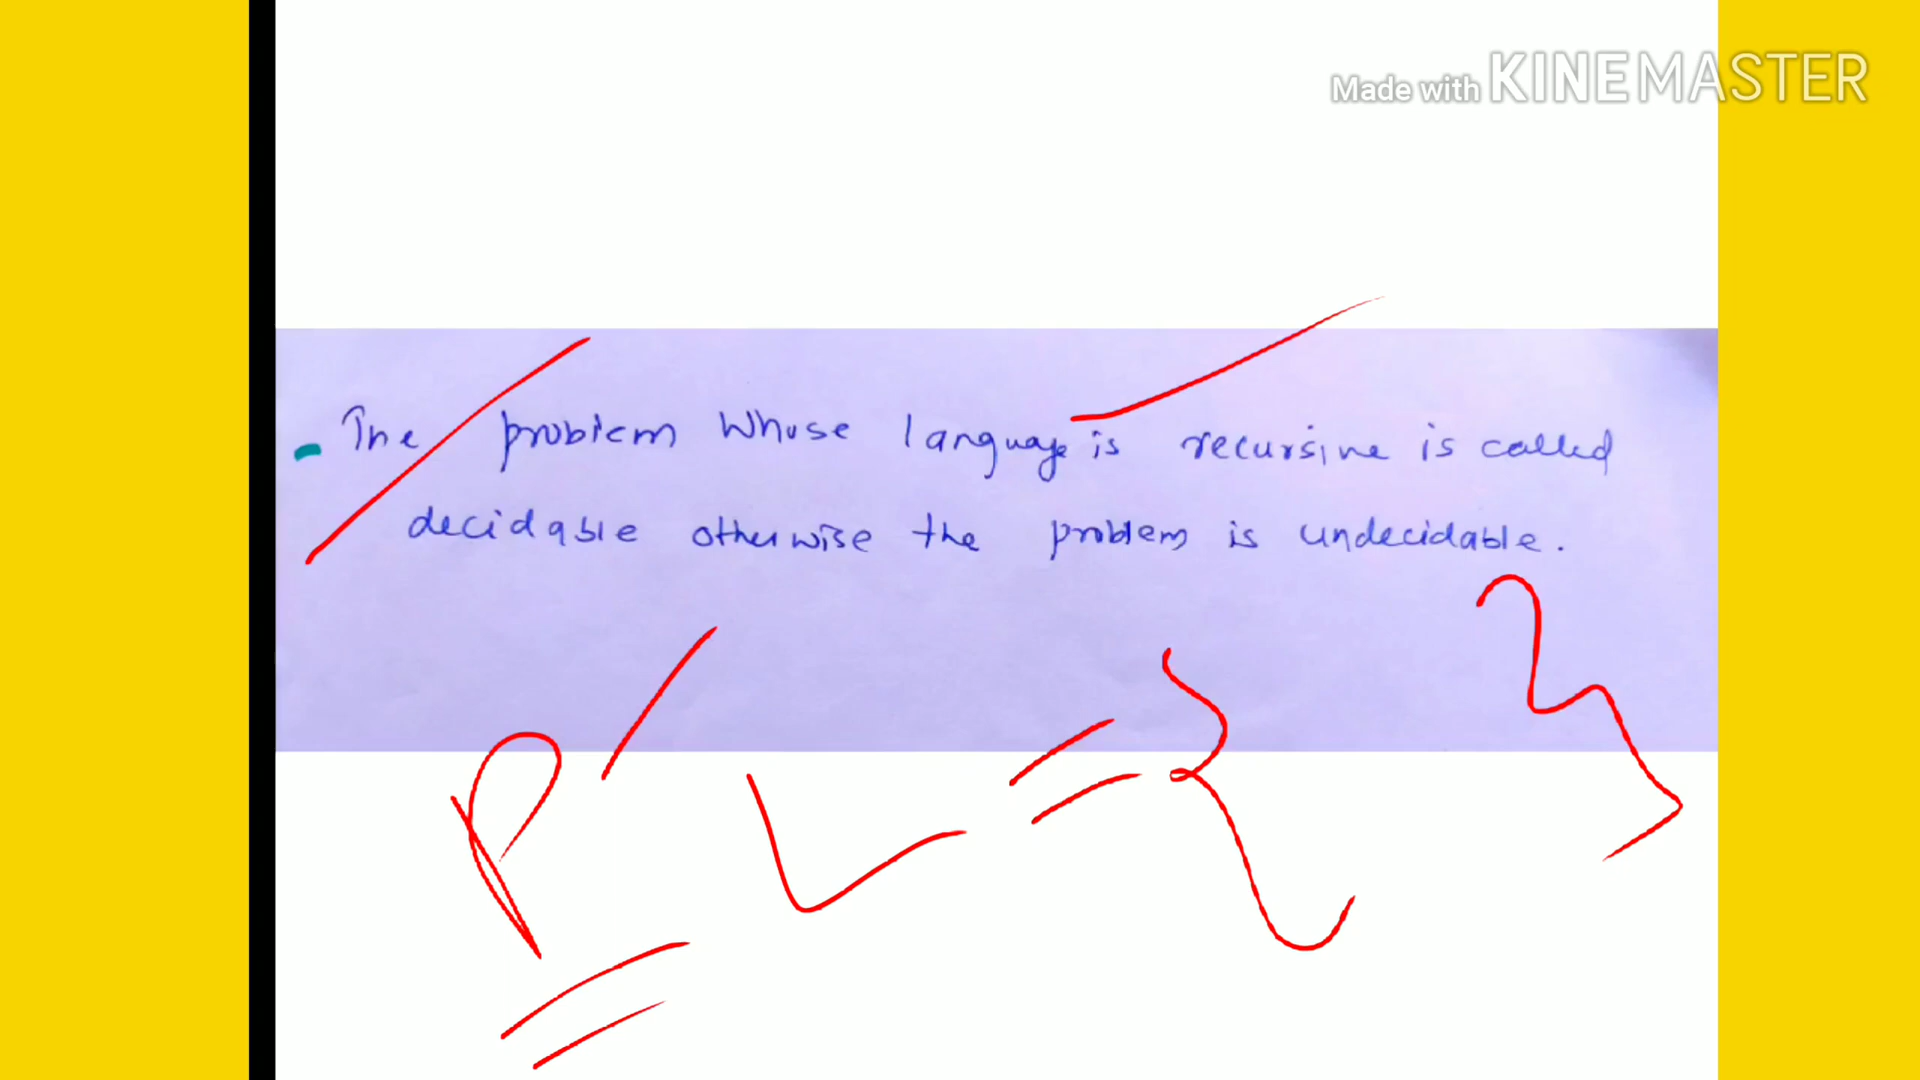 Made with KINEMASTER
The problem whose language is recursive is called
decidable otherwise the problem is undecidable.
P L = { }